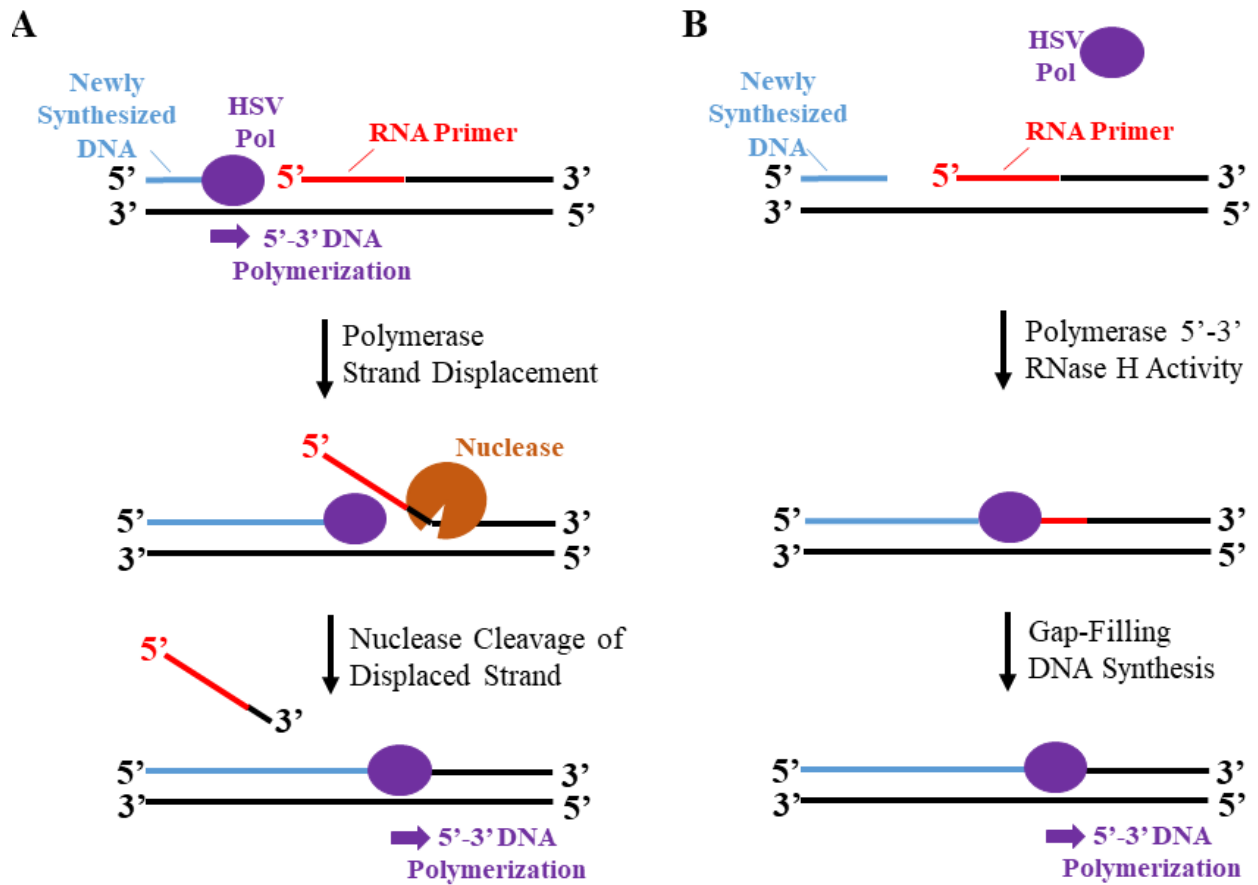 A
Newly
Synthesized
DNA
HSV
Pol
RNA Primer
5’
5’
3’
3’
5’
5’-3’ DNA
Polymerization
Polymerase
Strand Displacement
5’
Nuclease
5’
3’
3’
5’
Nuclease Cleavage of
Displaced Strand
5’
3’
5’
3’
3’
5’
5’-3’ DNA
Polymerization
B
HSV
Pol
Newly
Synthesized
DNA
RNA Primer
5’
5’
3’
3’
5’
Polymerase 5’-3’
RNase H Activity
5’
3’
3’
5’
Gap-Filling
DNA Synthesis
5’
3’
3’
5’
5’-3’ DNA
Polymerization